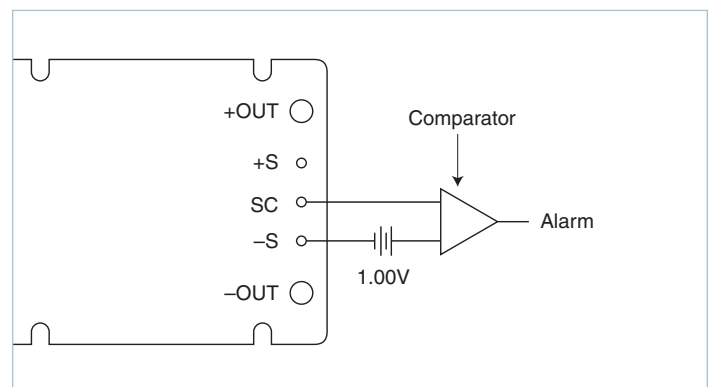 +OUT
Comparator
+S
SC
Alarm
–S
1.00V
–OUT